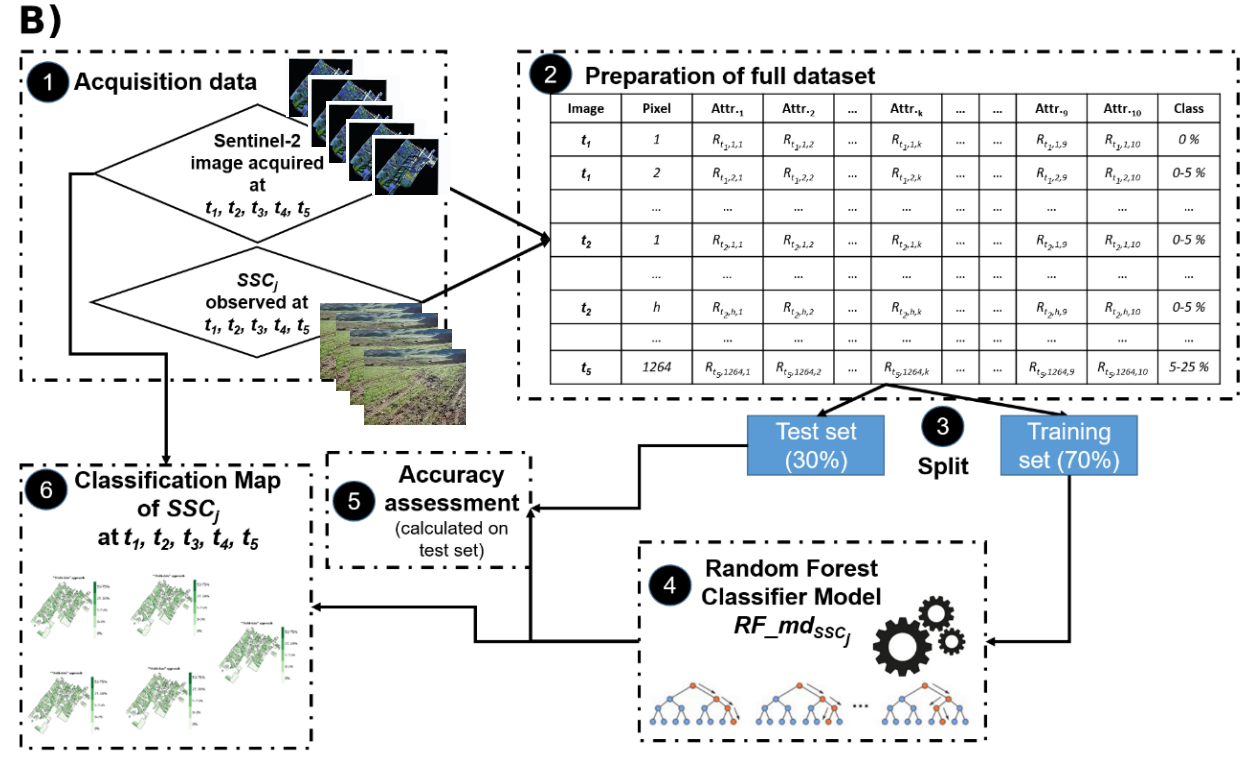 B)
1 Acquisition data
Sentinel-2
image acquired
at
t1, t2, t3, t4, t5
SSCj
observed at
t1, t2, t3, t4, t5
2 Preparation of full dataset
Image Pixel Attr.1 Attr.2 ... Attr.k ... ... Attr.9 Attr.10 Class
t1 1 Rt1,1,1 Rt1,1,2 ... Rt1,1,k ... ... Rt1,1,9 Rt1,1,10 0 %
t1 2 Rt1,2,1 Rt1,2,2 ... Rt1,2,k ... ... Rt1,2,9 Rt1,2,10 0-5 %
... ... ... ... ... ... ... ...
t2 1 Rt2,1,1 Rt2,1,2 ... Rt2,1,k ... ... Rt2,1,9 Rt2,1,10 0-5 %
... ... ... ... ... ... ... ...
t2 h Rt2,h,1 Rt2,h,2 ... Rt2,h,k ... ... Rt2,h,9 Rt2,h,10 0-5 %
... ... ... ... ... ... ... ...
t5 1264 Rt5,1264,1 Rt5,1264,2 ... Rt5,1264,k ... ... Rt5,1264,9 Rt5,1264,10 5-25 %
Test set
(30%)
3
Split
Training
set (70%)
4 Random Forest
Classifier Model
RF_mdSSCj
...
5 Accuracy
assessment
(calculated on
test set)
6 Classification Map
of SSCj
at t1, t2, t3, t4, t5